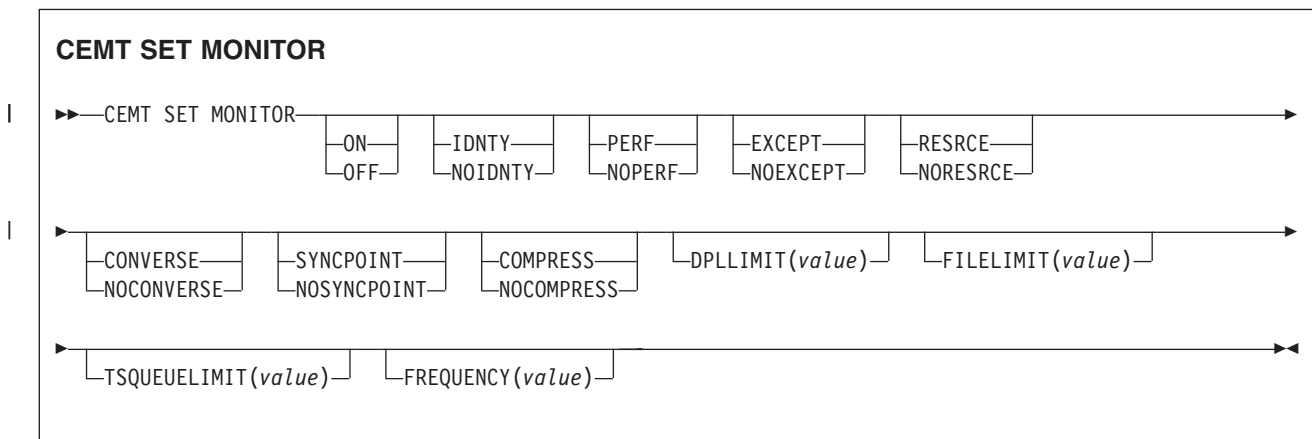 CEMT SET MONITOR
CEMT SET MONITOR
ON IDNTY PERF EXCEPT RESRCE
OFF NOIDNTY NOPERF NOEXCEPT NORESRCE
CONVERSE SYNCPOINT COMPRESS DPLLIMIT(value) FILELIMIT(value)
NOCONVERSE NOSYNCPOINT NOCOMPRESS
TSQUEUELIMIT(value) FREQUENCY(value)